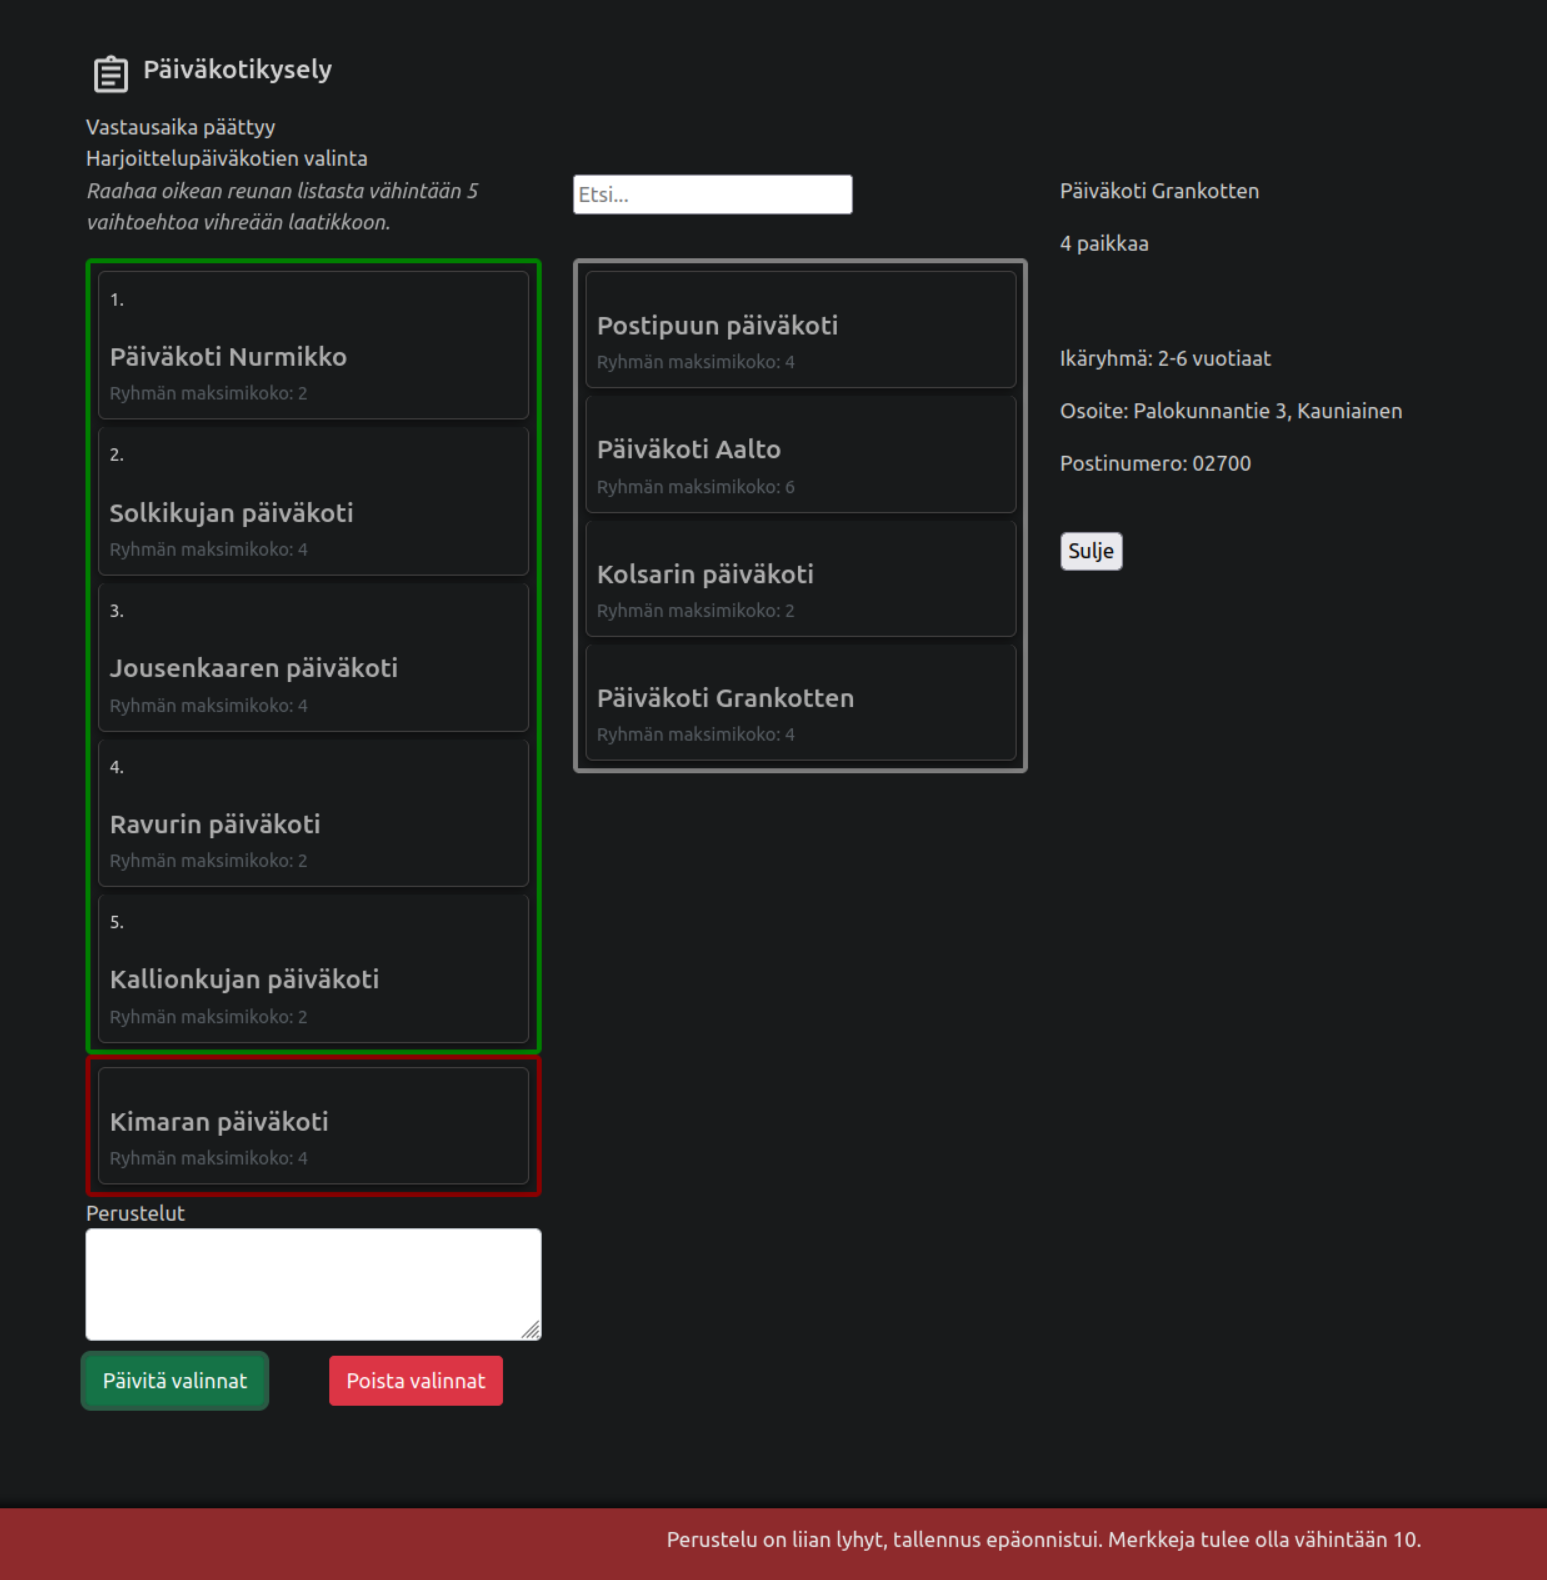 Päiväkotikysely
Vastausaika päättyy
Harjoittelupäiväkotien valinta
Raahaa oikean reunan listasta vähintään 5
vaihtoehtoa vihreään laatikkoon.
1.
Päiväkoti Nurmikko
Ryhmän maksimikoko: 2
2.
Solkikujan päiväkoti
Ryhmän maksimikoko: 4
3.
Jousenkaaren päiväkoti
Ryhmän maksimikoko: 4
4.
Ravurin päiväkoti
Ryhmän maksimikoko: 2
5.
Kallionkujan päiväkoti
Ryhmän maksimikoko: 2
Kimaran päiväkoti
Ryhmän maksimikoko: 4
Perustelut
Päivitä valinnat
Poista valinnat
Etsi...
Postipuun päiväkoti
Ryhmän maksimikoko: 4
Päiväkoti Aalto
Ryhmän maksimikoko: 6
Kolsarin päiväkoti
Ryhmän maksimikoko: 2
Päiväkoti Grankotten
Ryhmän maksimikoko: 4
Päiväkoti Grankotten
4 paikkaa
Ikäryhmä: 2-6 vuotiaat
Osoite: Palokunnantie 3, Kauniainen
Postinumero: 02700
Sulje
Perustelu on liian lyhyt, tallennus epäonnistui. Merkkejä tulee olla vähintään 10.